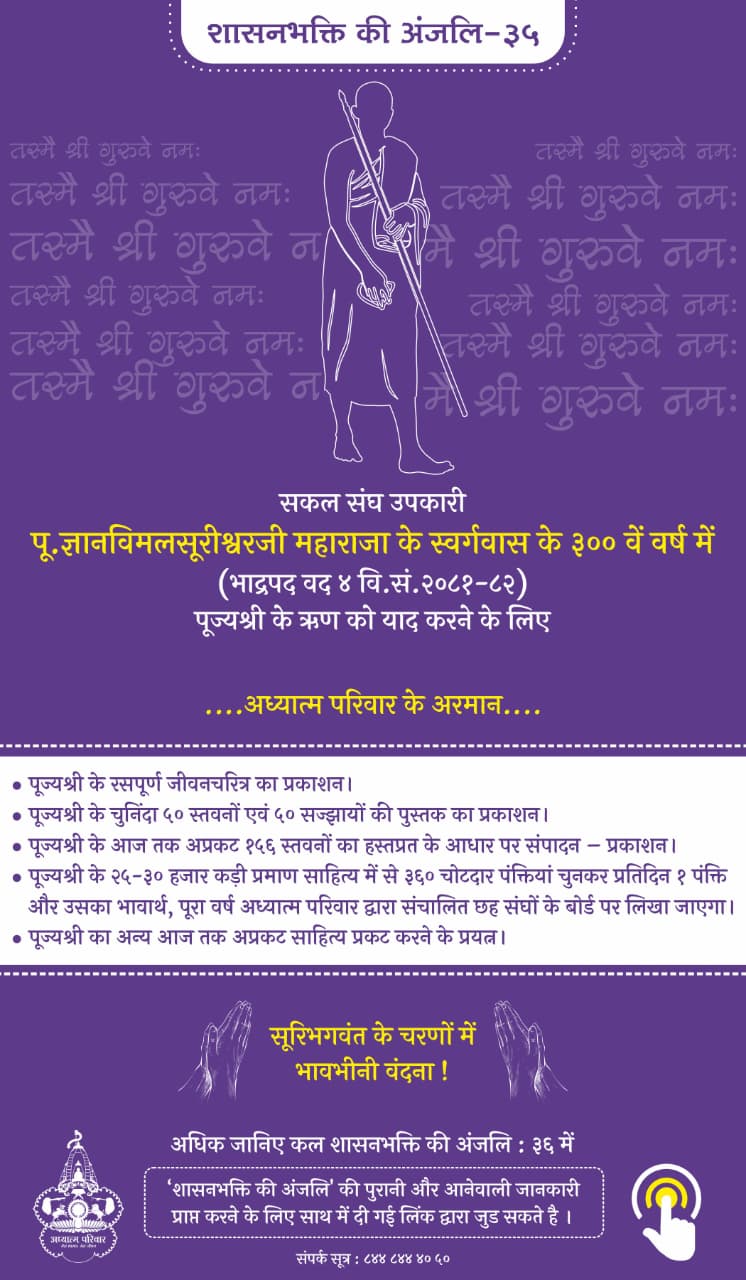 शासनभक्ति की अंजलि-३५
तस्मै श्री गुरुवे नमः
तस्मै श्री गुरुवे नमः
तस्मै श्री गुरुवे नमः
तस्मै श्री गुरुवे नमः
तस्मै श्री गुरुवे न
मै श्री गुरुवे नमः
तस्मै श्री गुरुवे नमः
तस्मै श्री गुरुवे नमः
तस्मै श्री गुरुवे नमः
तस्मै श्री गुरुवे नमः
तस्मै श्री गुरुवे न
मै श्री गुरुवे नमः
सकल संघ उपकारी
पू.ज्ञानविमलसूरीश्वरजी महाराजा के स्वर्गवास के ३०० वें वर्ष में
(भाद्रपद वद ४ वि.सं.२०८१-८२)
पूज्यश्री के ऋण को याद करने के लिए
....अध्यात्म परिवार के अरमान....
• पूज्यश्री के रसपूर्ण जीवनचरित्र का प्रकाशन।
• पूज्यश्री के चुनिंदा ५० स्तवनों एवं ५० सज्झायों की पुस्तक का प्रकाशन।
• पूज्यश्री के आज तक अप्रकट १५६ स्तवनों का हस्तप्रत के आधार पर संपादन – प्रकाशन।
• पूज्यश्री के २५-३० हजार कड़ी प्रमाण साहित्य में से ३६० चोटदार पंक्तियां चुनकर प्रतिदिन १ पंक्ति
और उसका भावार्थ, पूरा वर्ष अध्यात्म परिवार द्वारा संचालित छह संघों के बोर्ड पर लिखा जाएगा।
• पूज्यश्री का अन्य आज तक अप्रकट साहित्य प्रकट करने के प्रयत्न।
सूरिभगवंत के चरणों में
भावभीनी वंदना !
अधिक जानिए कल शासनभक्ति की अंजलि : ३६ में
'शासनभक्ति की अंजलि' की पुरानी और आनेवाली जानकारी
प्राप्त करने के लिए साथ में दी गई लिंक द्वारा जुड सकते है ।
अध्यात्म परिवार
संपर्क सूत्र : ८४४ ८४४ ४० ५०